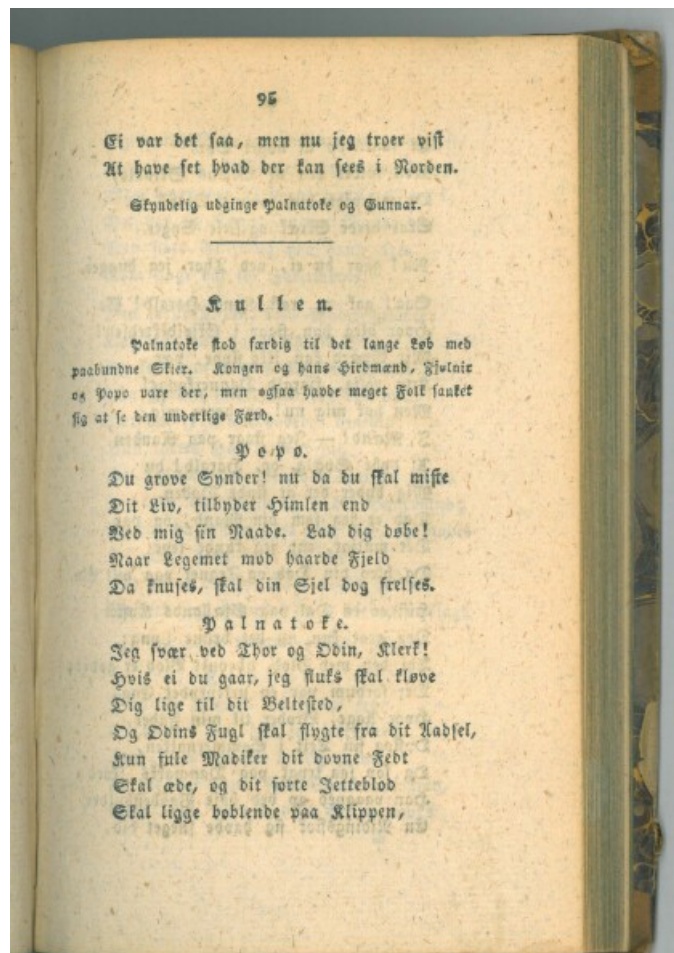 95
Ei var det saa, men nu jeg troer vist
At have set hvad der kan sees i Norden.
Skyndelig udginge Palnatoke og Gunnar.
Kullen.
Palnatoke stod færdig til det lange Løb med
paabundne Skier. Kongen og hans Hirdmænd, Fjølnir
og Popo vare der, men ogsaa havde meget Folk sanket
sig at se den underlige Færd.
Popo.
Du grove Synder! nu da du skal miste
Dit Liv, tilbyder Himlen end
Ved mig sin Naade. Lad dig døbe!
Naar Legemet mod haarde Fjeld
Da knuses, skal din Sjel dog frelses.
Palnatoke.
Jeg svær ved Thor og Odin, Klerk!
Hvis ei du gaar, jeg fluks skal kløve
Dig lige til dit Beltested,
Og Odins Fugl skal flygte fra dit Aadsel,
Kun fule Madiker dit dovne Fedt
Skal æde, og dit sorte Jetteblod
Skal ligge boblende paa Klippen,